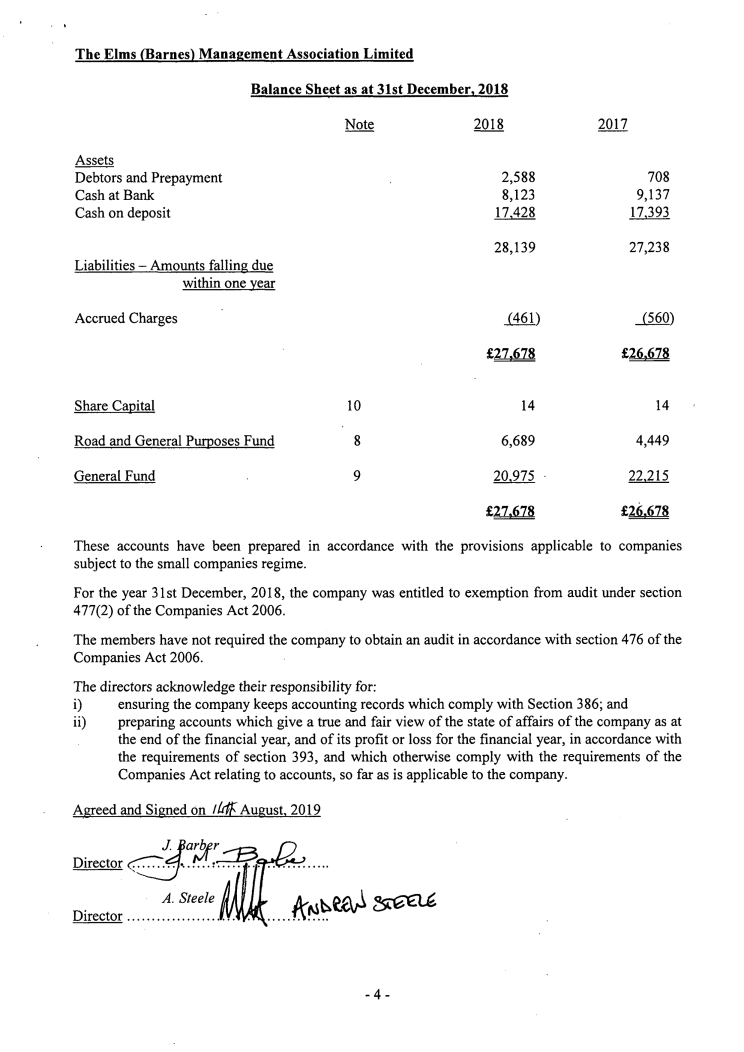 The Elms (Barnes) Management Association Limited
Balance Sheet as at 31st December, 2018
Note 2018 2017
Assets
Debtors and Prepayment 2,588 708
Cash at Bank 8,123 9,137
Cash on deposit 17,428 17,393
28,139 27,238
Liabilities – Amounts falling due
within one year
Accrued Charges (461) (560)
£27,678 £26,678
Share Capital 10 14 14
Road and General Purposes Fund 8 6,689 4,449
General Fund 9 20,975 22,215
£27,678 £26,678
These accounts have been prepared in accordance with the provisions applicable to companies
subject to the small companies regime.
For the year 31st December, 2018, the company was entitled to exemption from audit under section
477(2) of the Companies Act 2006.
The members have not required the company to obtain an audit in accordance with section 476 of the
Companies Act 2006.
The directors acknowledge their responsibility for:
i) ensuring the company keeps accounting records which comply with Section 386; and
ii) preparing accounts which give a true and fair view of the state of affairs of the company as at
the end of the financial year, and of its profit or loss for the financial year, in accordance with
the requirements of section 393, and which otherwise comply with the requirements of the
Companies Act relating to accounts, so far as is applicable to the company.
Agreed and Signed on August, 2019
J. Barber
Director J. M. Barber
A. Steele
Director ANDREW STEELE
- 4 -